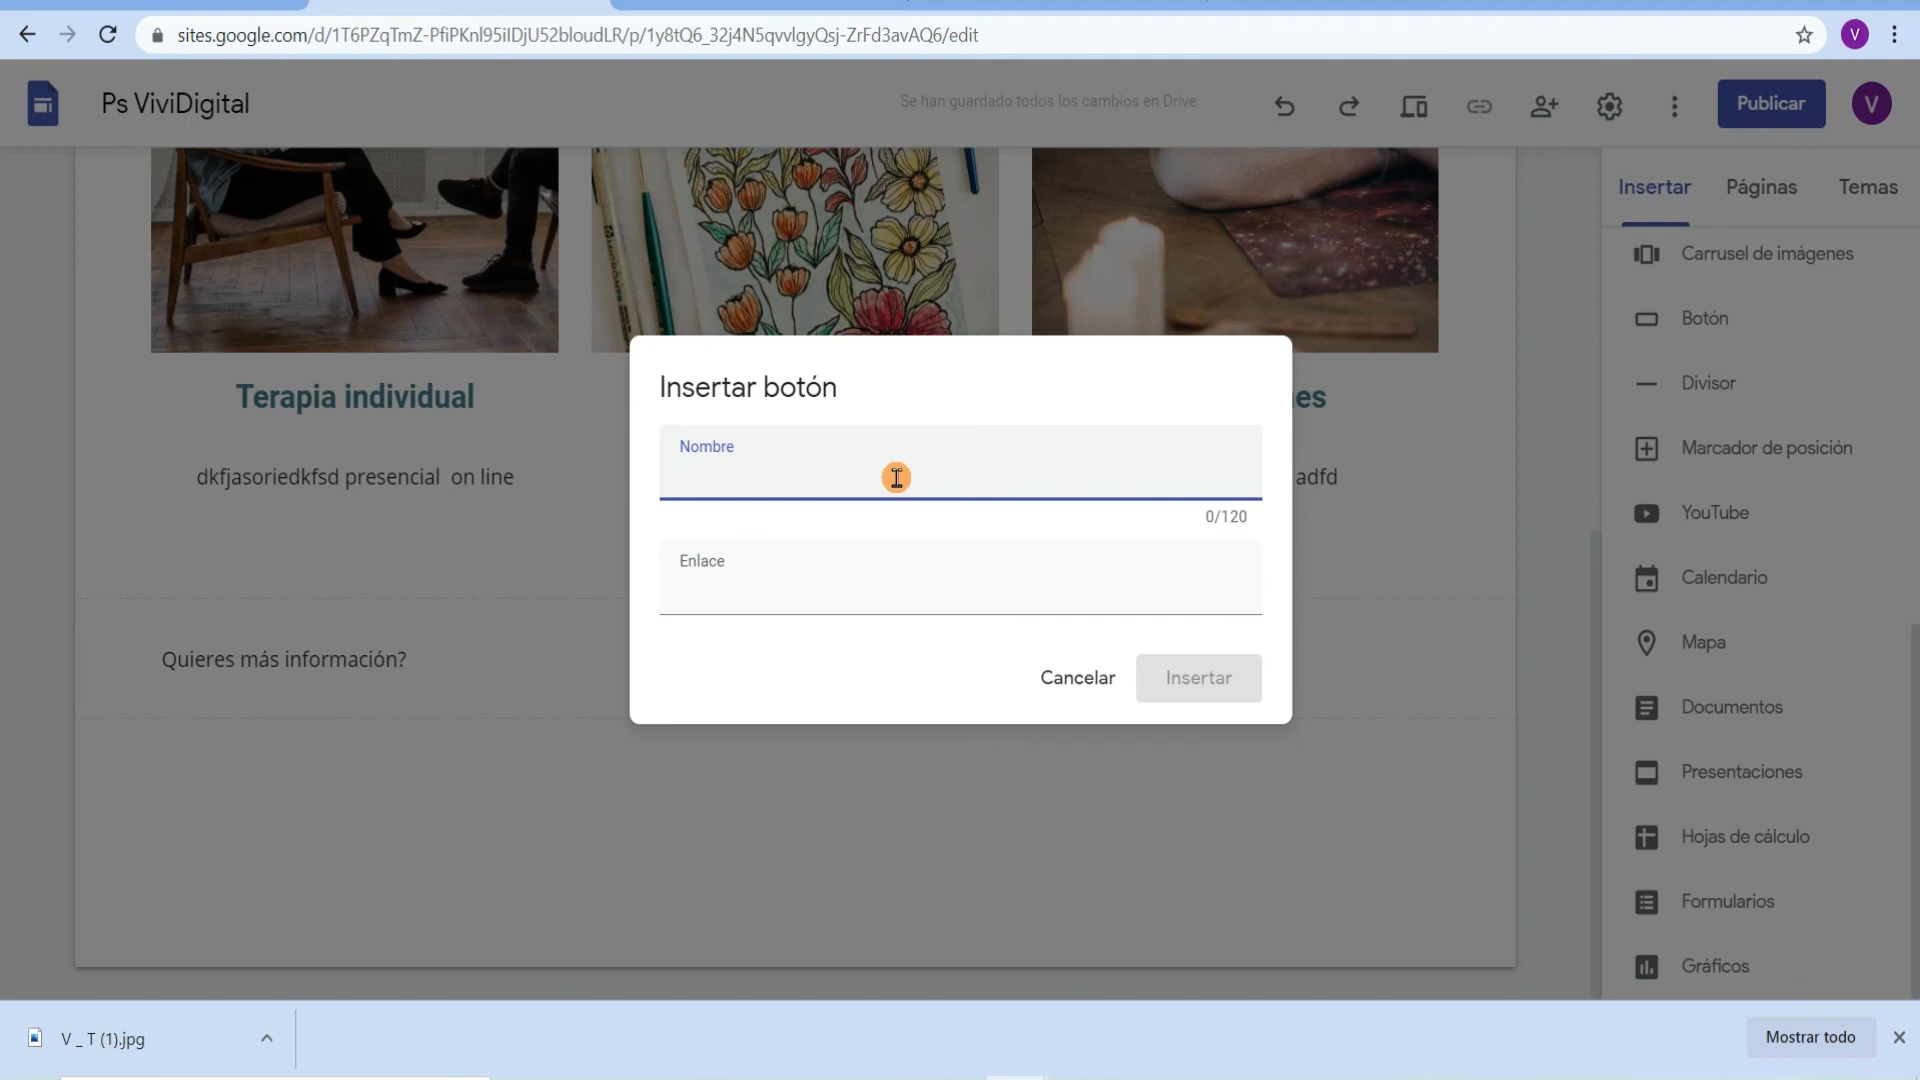 sites.google.com/d/1T6PZqTmZ-PfiPKnl95iIDjU52bloudLR/p/1y8tQ6_32j4N5qvvlgyQsj-ZrFd3avAQ6/edit
V
Ps ViviDigital
Se han guardado todos los cambios en Drive
Publicar
V
Insertar
Páginas
Temas
Carrusel de imágenes
Botón
Divisor
Marcador de posición
YouTube
Calendario
Mapa
Documentos
Presentaciones
Hojas de cálculo
Formularios
Gráficos
Terapia individual
es
dkfjasoriedkfsd presencial on line
adfd
Quieres más información?
Insertar botón
Nombre
0/120
Enlace
Cancelar
Insertar
V _ T (1).jpg
Mostrar todo